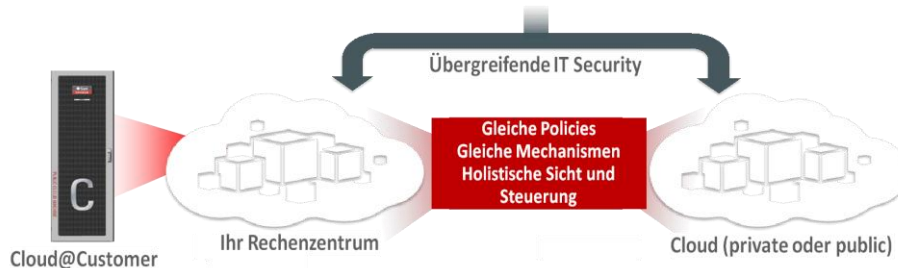 Übergreifende IT Security
Gleiche Policies
Gleiche Mechanismen
Holistische Sicht und
Steuerung
C
Ihr Rechenzentrum
Cloud (private oder public)
Cloud@Customer